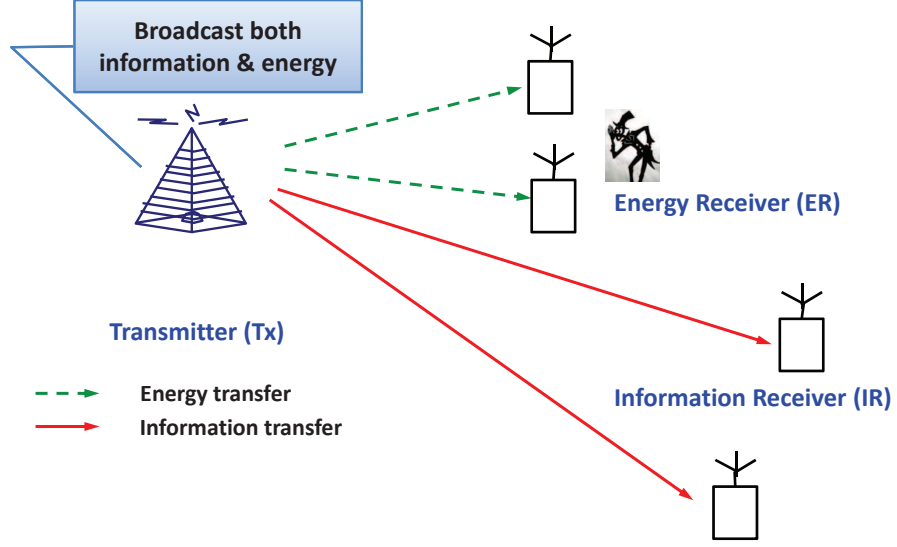 Broadcast both
information & energy
Energy Receiver (ER)
Transmitter (Tx)
Energy transfer
Information Receiver (IR)
Information transfer